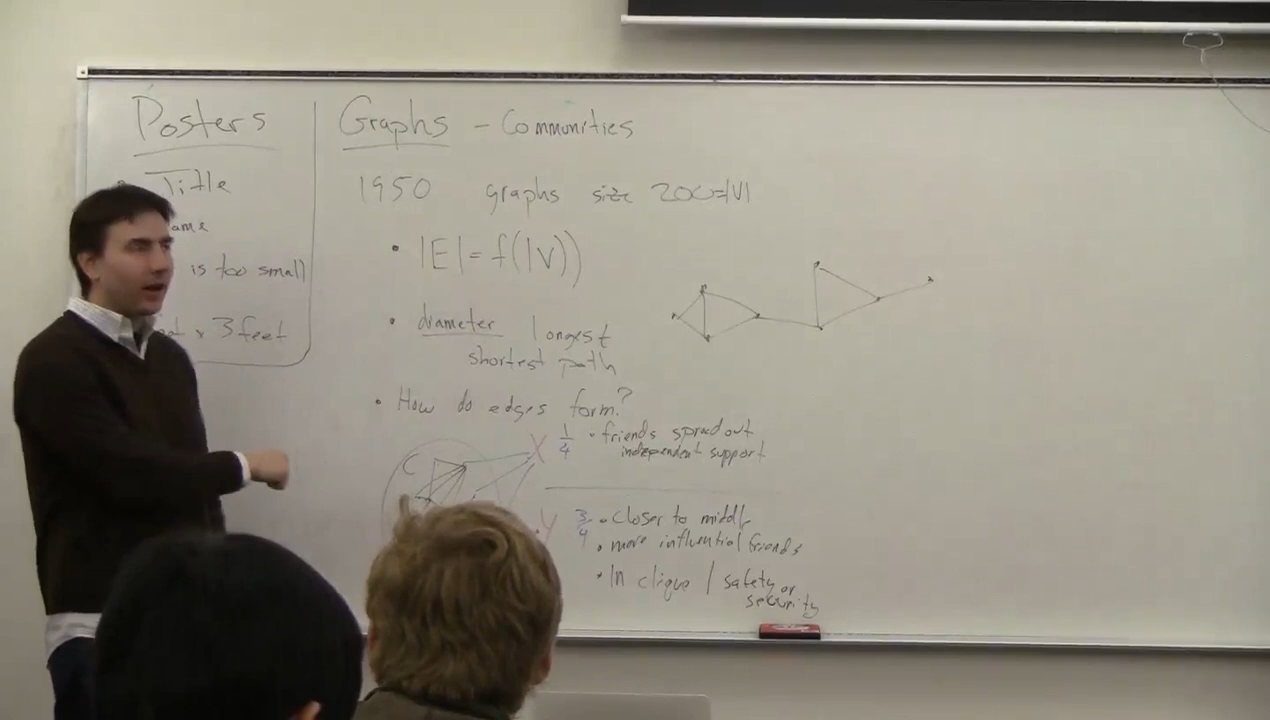 Posters
Title
ame
is too small
x 3 feet
Graphs - Communities
1950 graphs size 200=|V|
• |E| = f(|V|)
• diameter longest
shortest path
• How do edges form?
C
X 1/4 • friends spread out
independent support
Y 3/4 • closer to middle
• more influential friends
• In clique / safety or
security